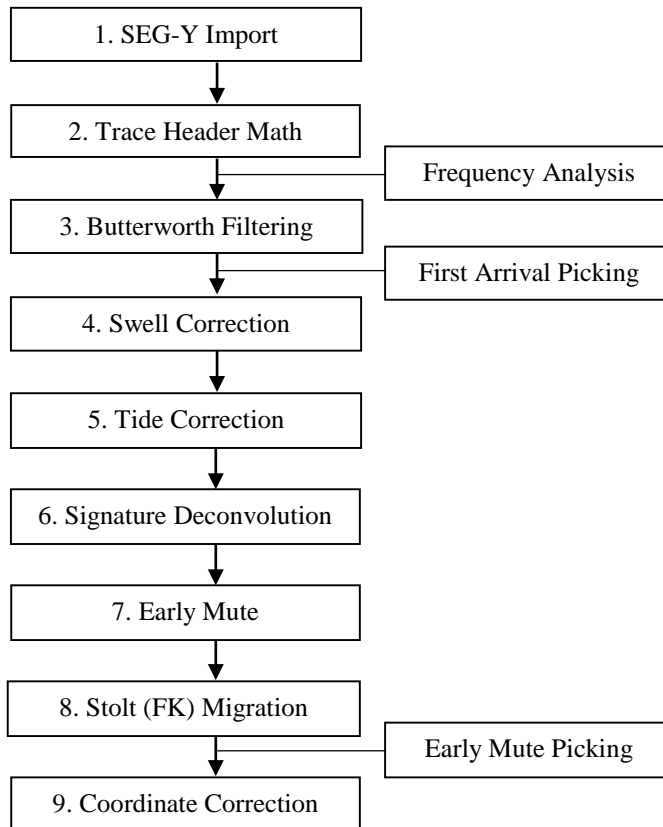 1. SEG-Y Import
2. Trace Header Math
Frequency Analysis
3. Butterworth Filtering
First Arrival Picking
4. Swell Correction
5. Tide Correction
6. Signature Deconvolution
7. Early Mute
8. Stolt (FK) Migration
Early Mute Picking
9. Coordinate Correction